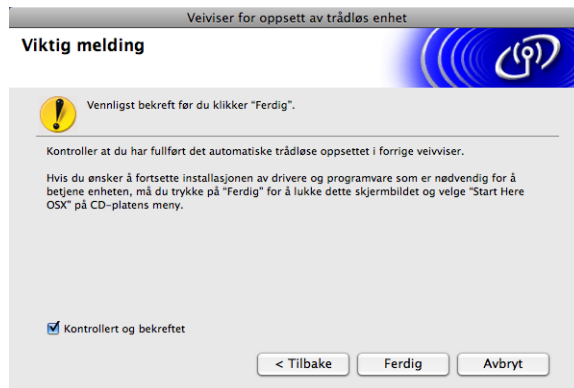 Veiviser for oppsett av trådløs enhet
Viktig melding
Vennligst bekreft før du klikker "Ferdig".
Kontroller at du har fullført det automatiske trådløse oppsettet i forrige veivviser.
Hvis du ønsker å fortsette installasjonen av drivere og programvare som er nødvendig for å
betjene enheten, må du trykke på "Ferdig" for å lukke dette skjermbildet og velge "Start Here
OSX" på CD-platens meny.
Kontrollert og bekreftet
< Tilbake
Ferdig
Avbryt